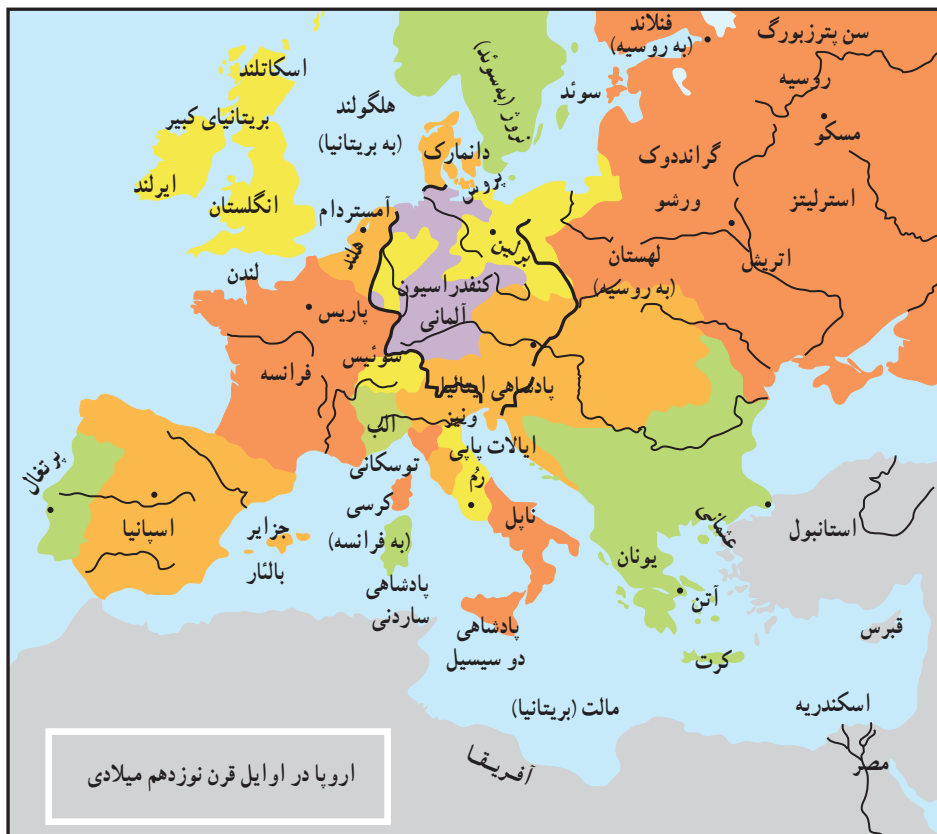 فنلاند
(به روسیه)
سن پترزبورگ
روسیه
سوئد
نروژ (به سوئد)
مسکو
اسکاتلند
بریتانیای کبیر
ایرلند
انگلستان
هلگولند
(به بریتانیا)
دانمارک
پروس
گرانددوک
ورشو
استرلیتز
آمستردام
هلند
برلین
لهستان
(به روسیه)
اتریش
لندن
کنفدراسیون
آلمانی
پاریس
فرانسه
سوئیس
پادشاهی ایتالیا
ونیز
الب
ایالات پاپی
توسکانی
رُم
پرتغال
اسپانیا
جزایر
بالئار
کرسی
(به فرانسه)
ناپل
عثمانی
استانبول
یونان
آتن
پادشاهی
ساردنی
پادشاهی
دو سیسیل
کرت
قبرس
مالت (بریتانیا)
اسکندریه
آفریقا
مصر
اروپا در اوایل قرن نوزدهم میلادی